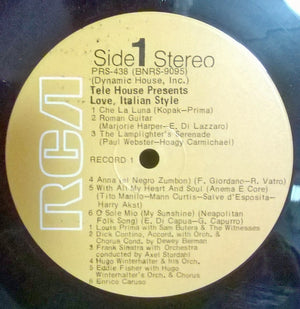 RCA
Side 1 Stereo
PRS-438 (BNRS-9095)
(Dynamic House, Inc.)
Tele House Presents
Love, Italian Style
1 Che La Luna (Kopak-Prima)
2 Roman Guitar
(Marjorie Harper-E. Di Lazzaro)
3 The Lamplighter's Serenade
(Paul Webster-Hoagy Carmichael)
RECORD 1
4 Anna (el Negro Zumbon) (F. Giordano-R. Vatro)
5 With All My Heart And Soul (Anema E Core)
(Tito Manilo-Mann Curtis-Salve d'Esposita-
Harry Akst)
6 O Sole Mio (My Sunshine) (Neapolitan
Folk Song) (E. Di Capua-G. Capurro)
1 Louis Prima with Sam Butera & The Witnesses
2 Dick Contino, Accord. with Orch. &
Chorus Cond. by Dewey Berman
3 Frank Sinatra with Orchestra
conducted by Axel Stordahl
4 Hugo Winterhalter & his Orch.
5 Eddie Fisher with Hugo
Winterhalter's Orch. & Chorus
6 Enrico Caruso